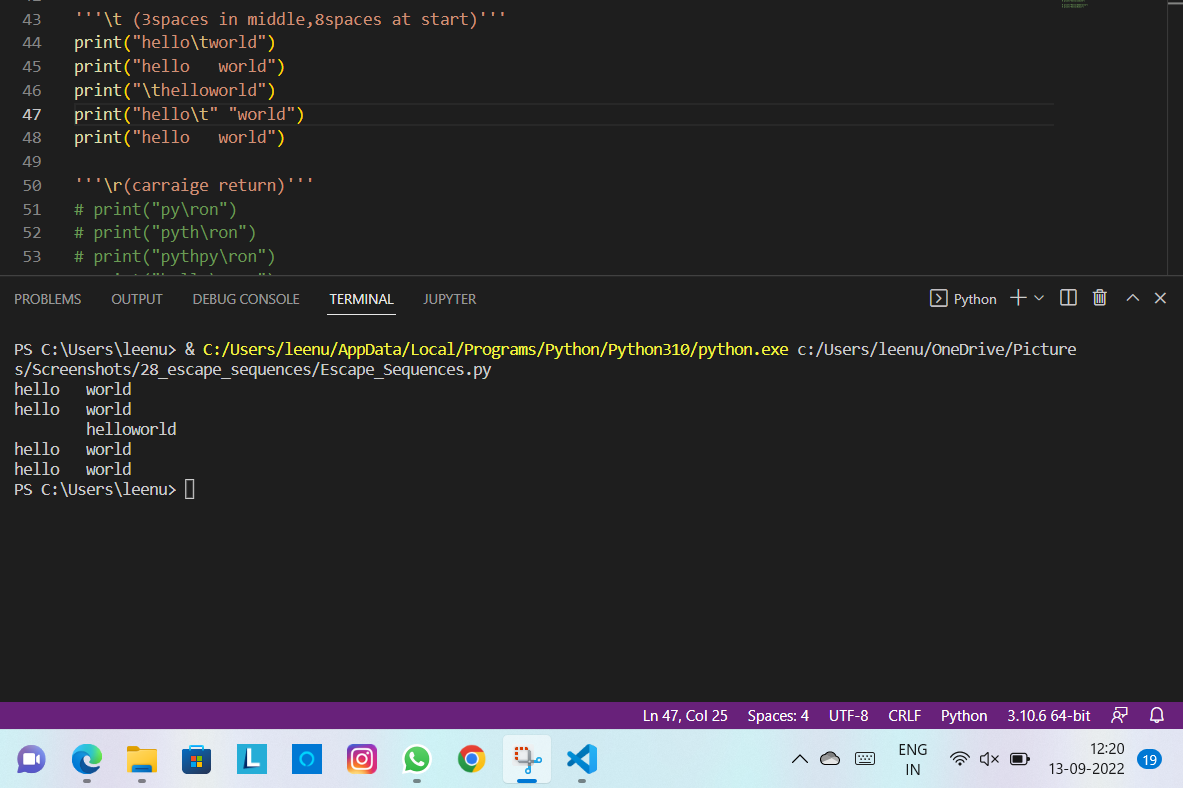 43 '''\t (3spaces in middle,8spaces at start)'''
44 print("hello\tworld")
45 print("hello   world")
46 print("\thelloworld")
47 print("hello\t" "world")
48 print("hello   world")
49
50 '''\r(carraige return)'''
51 # print("py\ron")
52 # print("pyth\ron")
53 # print("pythpy\ron")
PROBLEMS OUTPUT DEBUG CONSOLE TERMINAL JUPYTER Python
PS C:\Users\leenu> & C:/Users/leenu/AppData/Local/Programs/Python/Python310/python.exe c:/Users/leenu/OneDrive/Picture
s/Screenshots/28_escape_sequences/Escape_Sequences.py
hello   world
hello   world
        helloworld
hello   world
hello   world
PS C:\Users\leenu>
Ln 47, Col 25 Spaces: 4 UTF-8 CRLF Python 3.10.6 64-bit
L
ENG 12:20
IN 13-09-2022 19